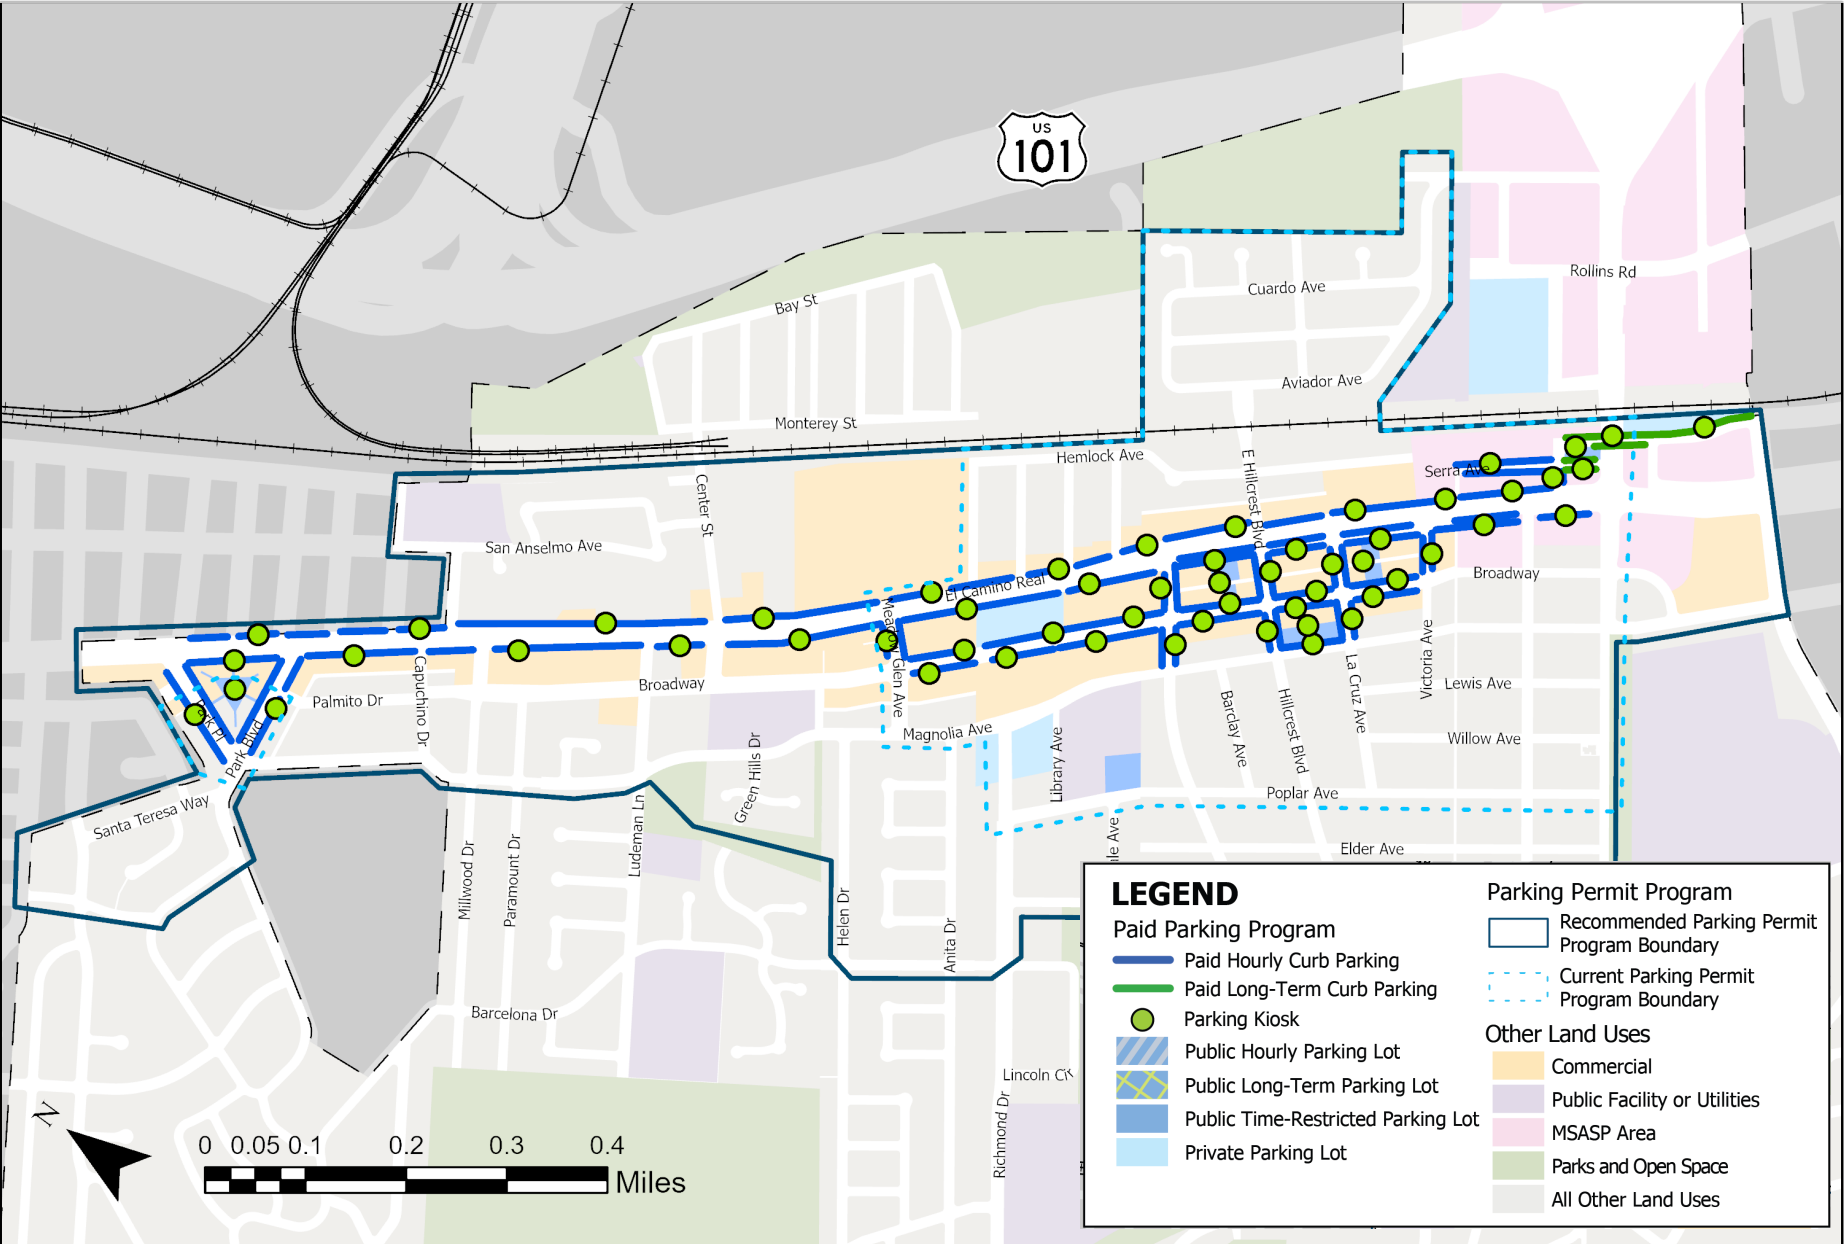 US
101
Rollins Rd
Cuardo Ave
Bay St
Aviador Ave
Monterey St
Hemlock Ave
E Hillcrest Blvd
Serra Ave
Center St
San Anselmo Ave
El Camino Real
Broadway
Meadow Glen Ave
Victoria Ave
La Cruz Ave
Capuchino Dr
Broadway
Lewis Ave
Palmito Dr
Park Pl
Park Blvd
Magnolia Ave
Barclay Ave
Hillcrest Blvd
Willow Ave
Green Hills Dr
Library Ave
Poplar Ave
Santa Teresa Way
Ludeman Ln
Millwood Dr
Paramount Dr
Elder Ave
Helen Dr
Anita Dr
Barcelona Dr
Lincoln Cir
Richmond Dr
N
0 0.05 0.1 0.2 0.3 0.4
Miles
LEGEND
Paid Parking Program
Paid Hourly Curb Parking
Paid Long-Term Curb Parking
Parking Kiosk
Public Hourly Parking Lot
Public Long-Term Parking Lot
Public Time-Restricted Parking Lot
Private Parking Lot
Parking Permit Program
Recommended Parking Permit
Program Boundary
Current Parking Permit
Program Boundary
Other Land Uses
Commercial
Public Facility or Utilities
MSASP Area
Parks and Open Space
All Other Land Uses